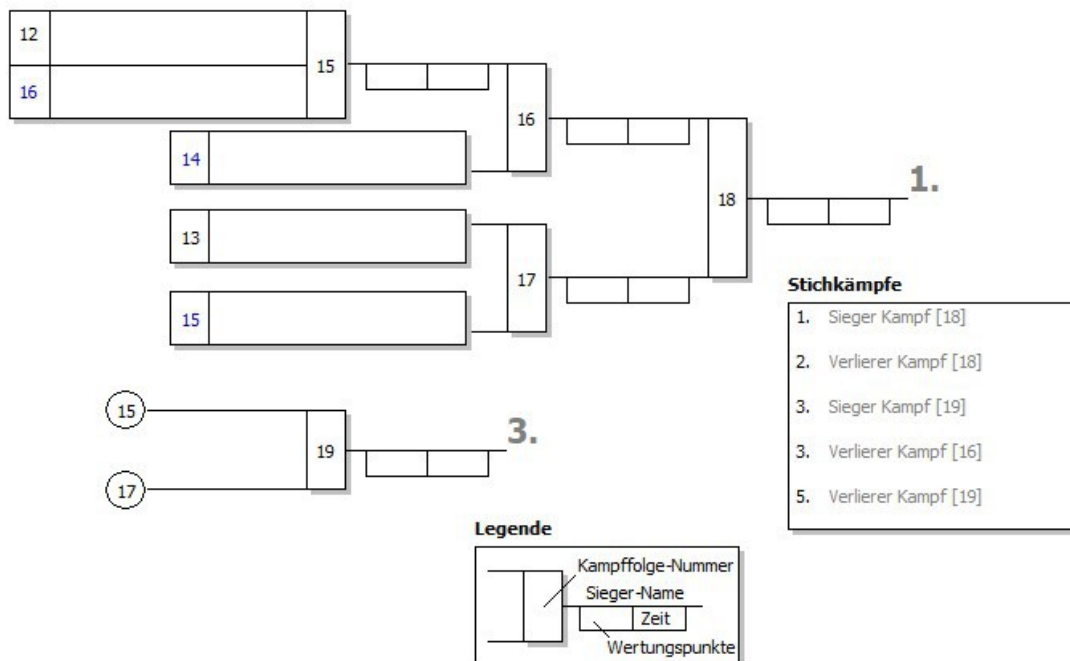 12
16
15
14
16
13
15
17
18
1.
15
17
19
3.
Stichkämpfe
1. Sieger Kampf [18]
2. Verlierer Kampf [18]
3. Sieger Kampf [19]
3. Verlierer Kampf [16]
5. Verlierer Kampf [19]
Legende
Kampffolge-Nummer
Sieger-Name
Zeit
Wertungspunkte